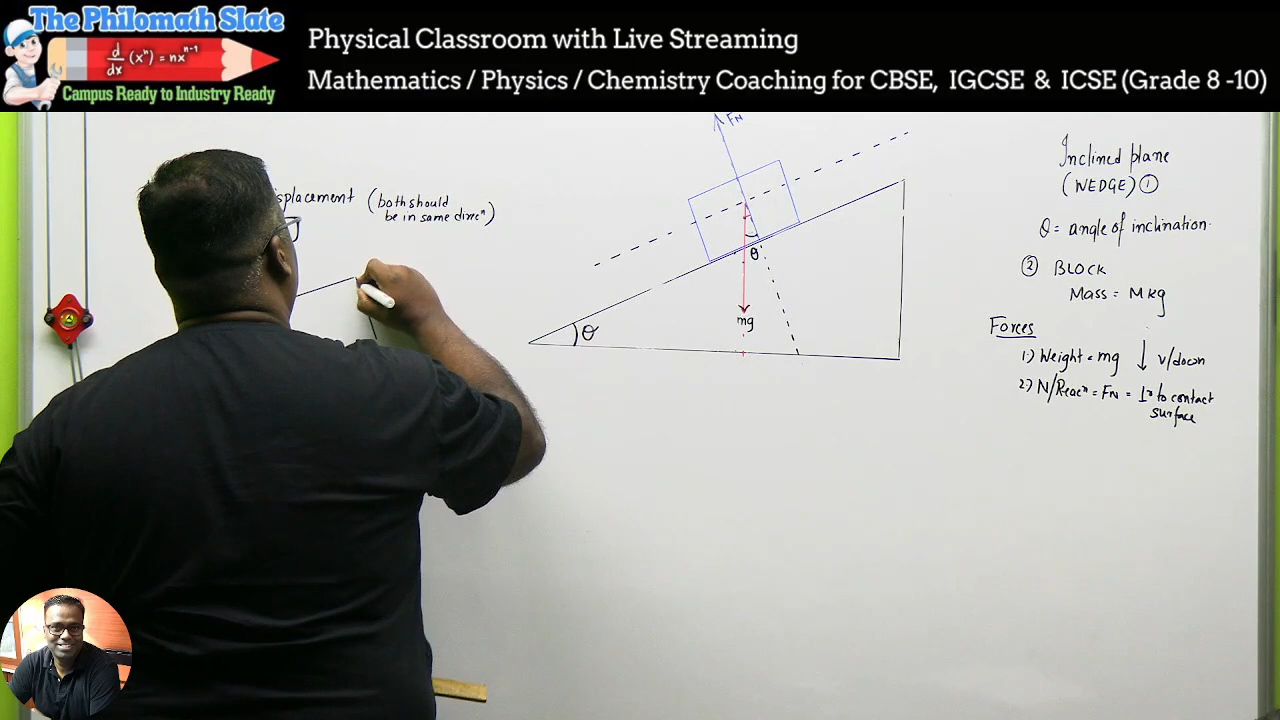 The Philomath Slate
d/dx (xⁿ) = nxⁿ⁻¹
Campus Ready to Industry Ready
Physical Classroom with Live Streaming
Mathematics / Physics / Chemistry Coaching for CBSE, IGCSE & ICSE (Grade 8 -10)
splacement (both should
be in same direcⁿ)
FN
θ
mg
θ
Inclined plane
(WEDGE) ①
θ = angle of inclination.
② BLOCK
Mass = M kg
Forces
1.) Weight = mg ↓ v/down
2.) N/Reacⁿ = FN = ⊥r to contact
surface